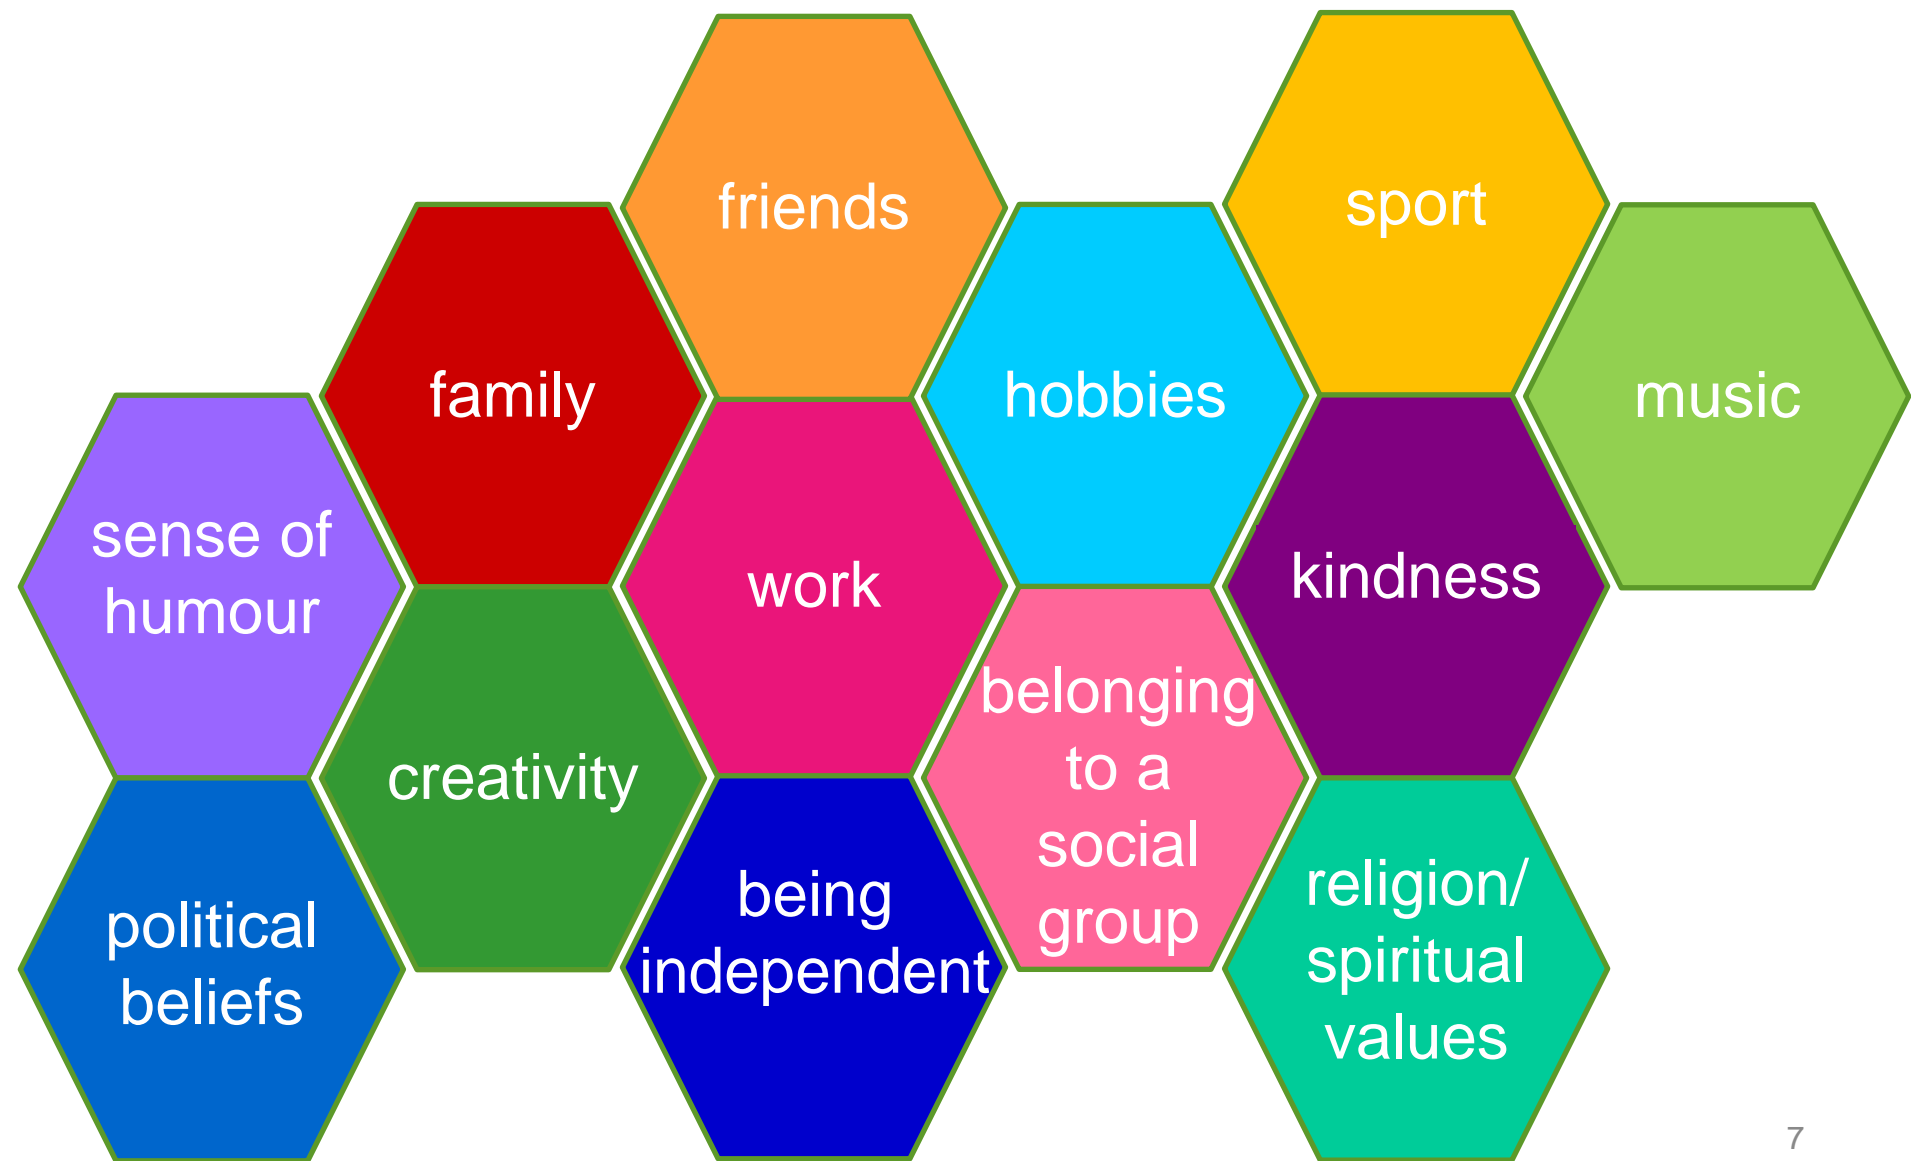 friends
sport
family
hobbies
music
sense of
humour
work
kindness
creativity
belonging
to a
social
group
political
beliefs
being
independent
religion/
spiritual
values
7